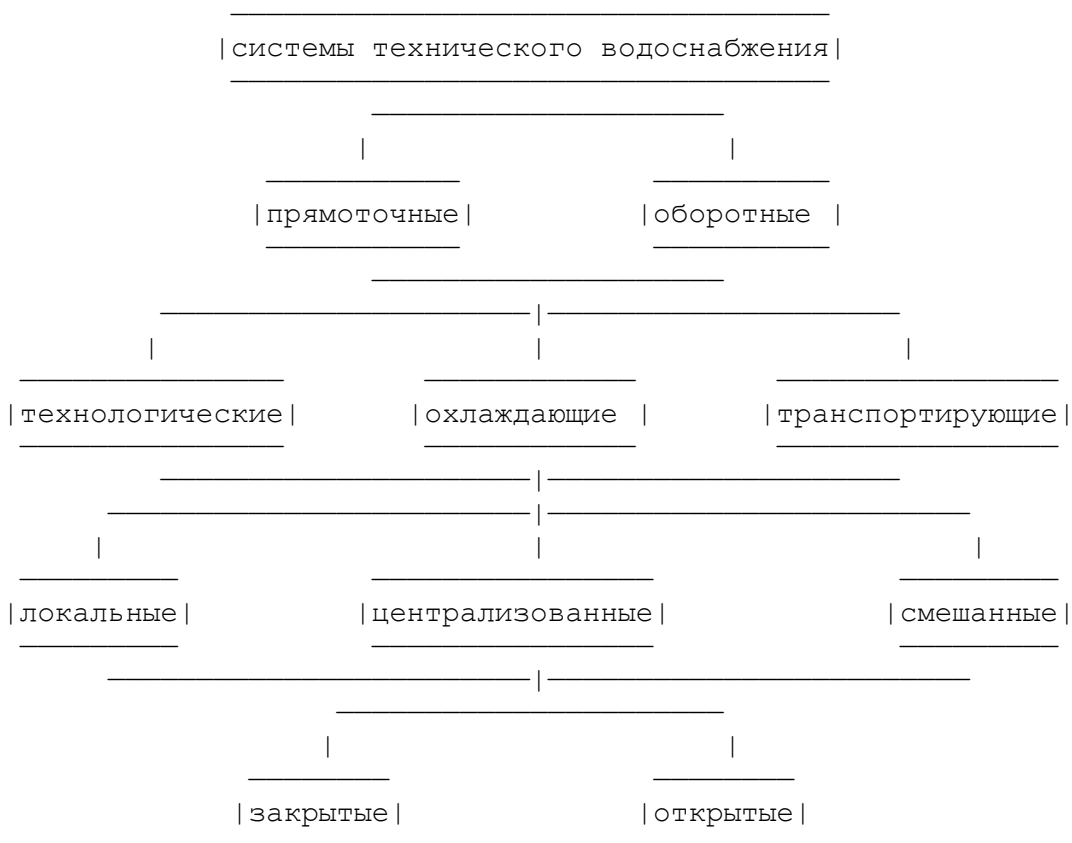 системы технического водоснабжения
прямоточные оборотные
технологические охлаждающие транспортирующие
локальные централизованные смешанные
закрытые открытые